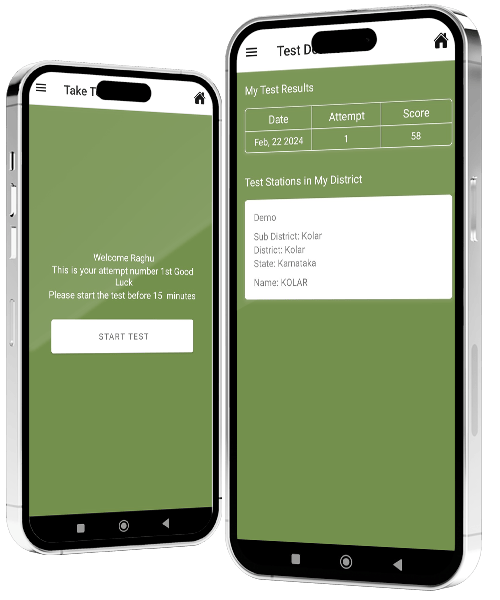 Take T
Welcome Raghu
This is your attempt number 1st Good
Luck
Please start the test before 15 minutes
START TEST
Test D
My Test Results
Date Attempt Score
Feb, 22 2024 1 58
Test Stations in My District
Demo
Sub District: Kolar
District: Kolar
State: Karnataka
Name: KOLAR